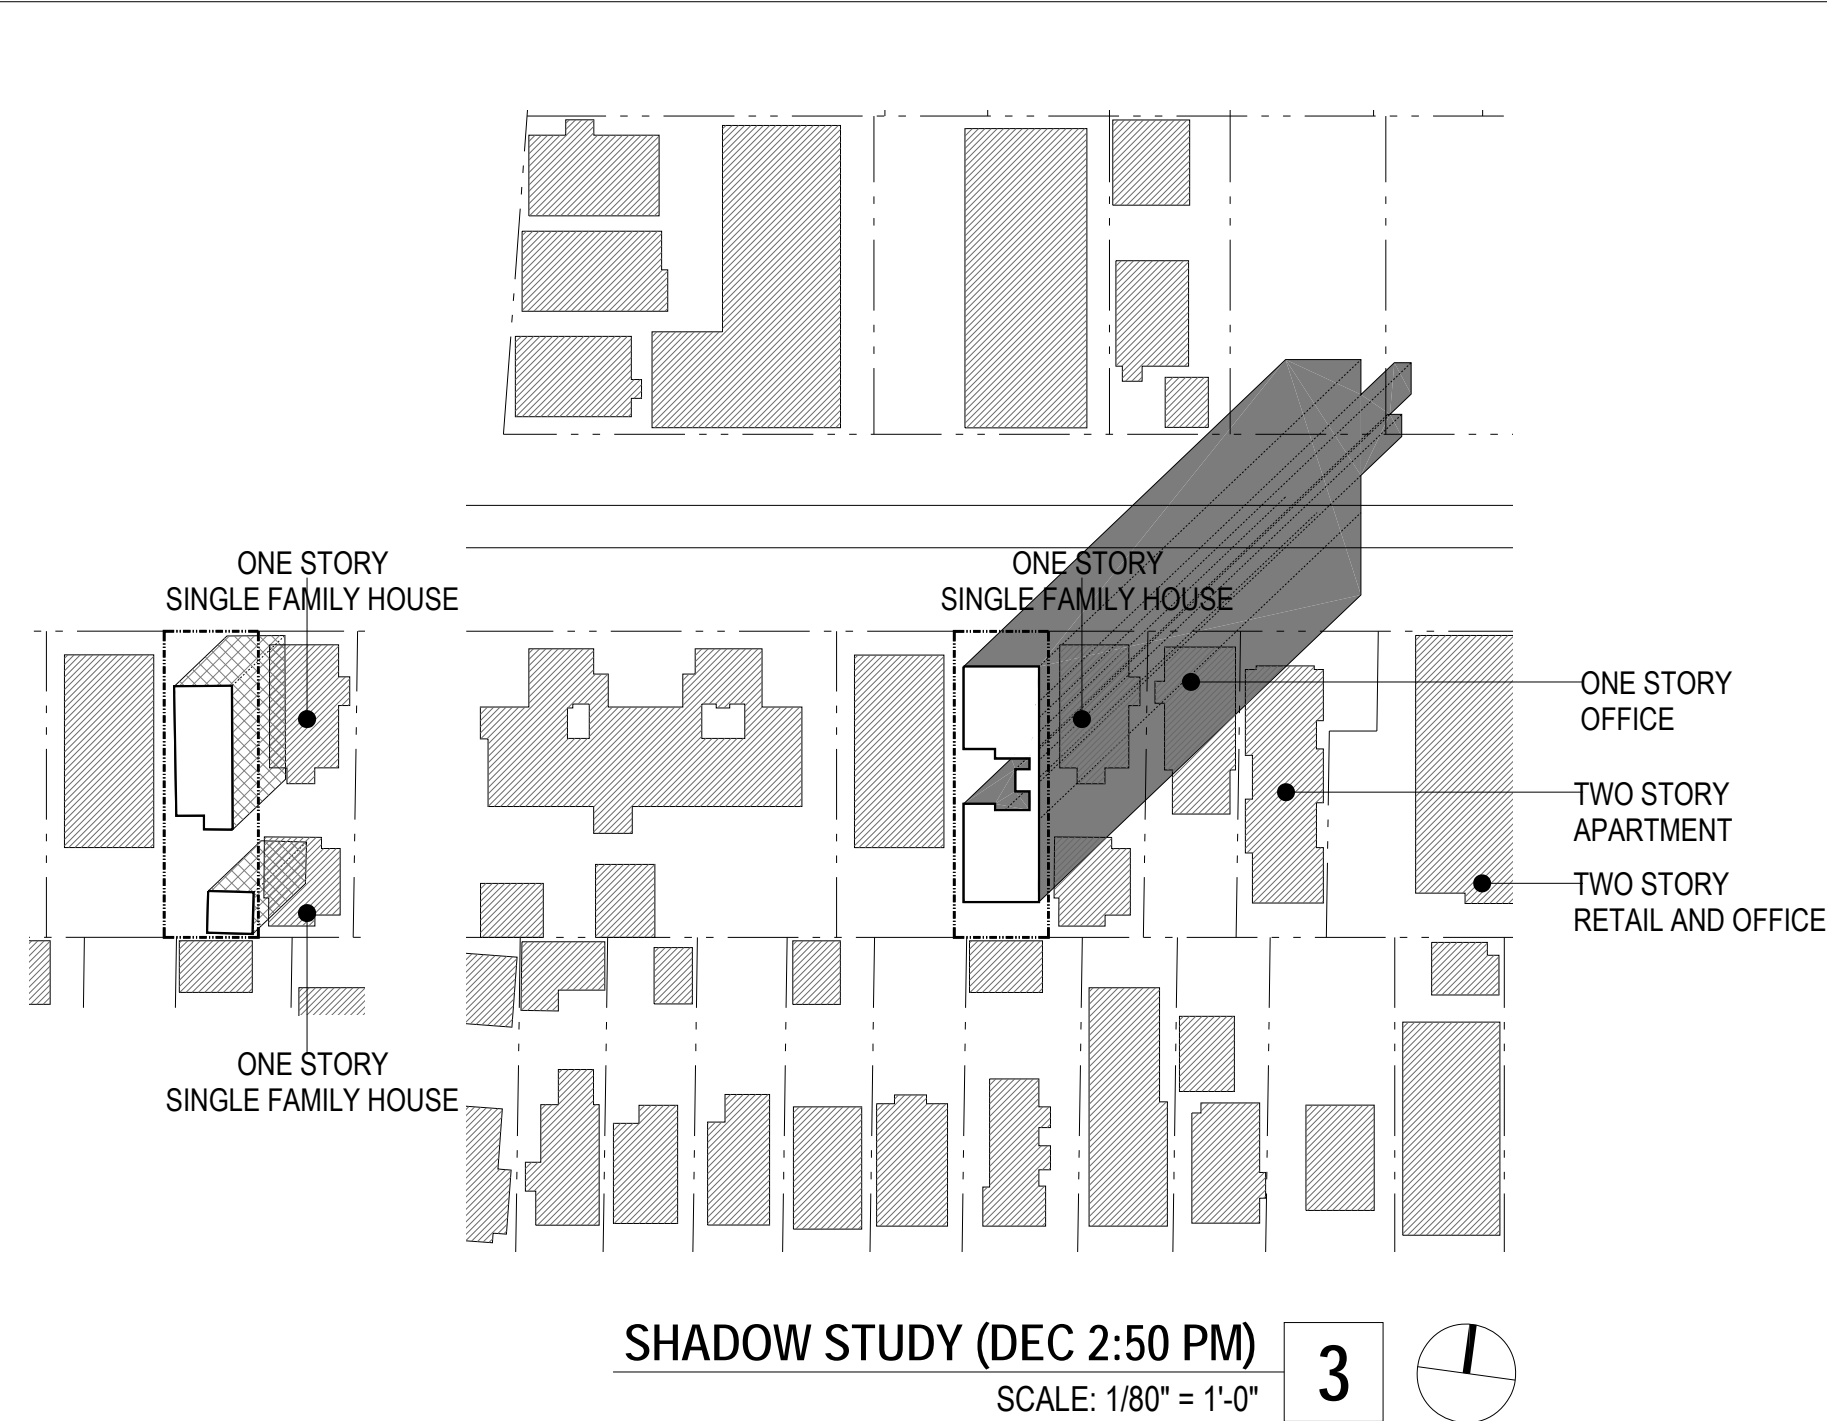 ONE STORY
SINGLE FAMILY HOUSE
ONE STORY
SINGLE FAMILY HOUSE
ONE STORY
OFFICE
TWO STORY
APARTMENT
TWO STORY
RETAIL AND OFFICE
ONE STORY
SINGLE FAMILY HOUSE
SHADOW STUDY (DEC 2:50 PM)
SCALE: 1/80" = 1'-0"
3